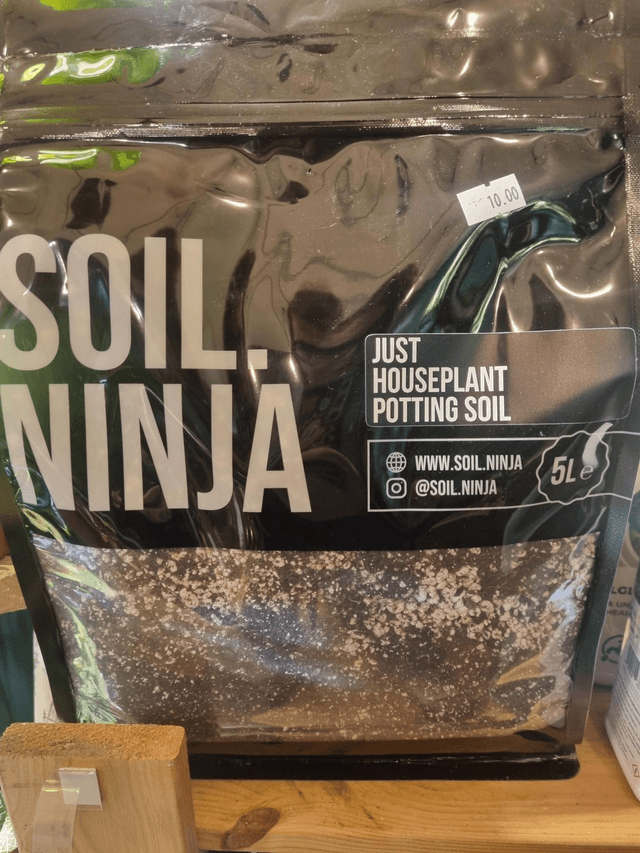 10.00
SOIL.
NINJA
JUST
HOUSEPLANT
POTTING SOIL
WWW.SOIL.NINJA
@SOIL.NINJA
5L e